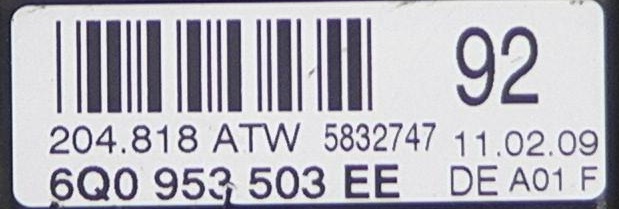 92
204.818 ATW 5832747 11.02.09
6Q0 953 503 EE DE A01 F